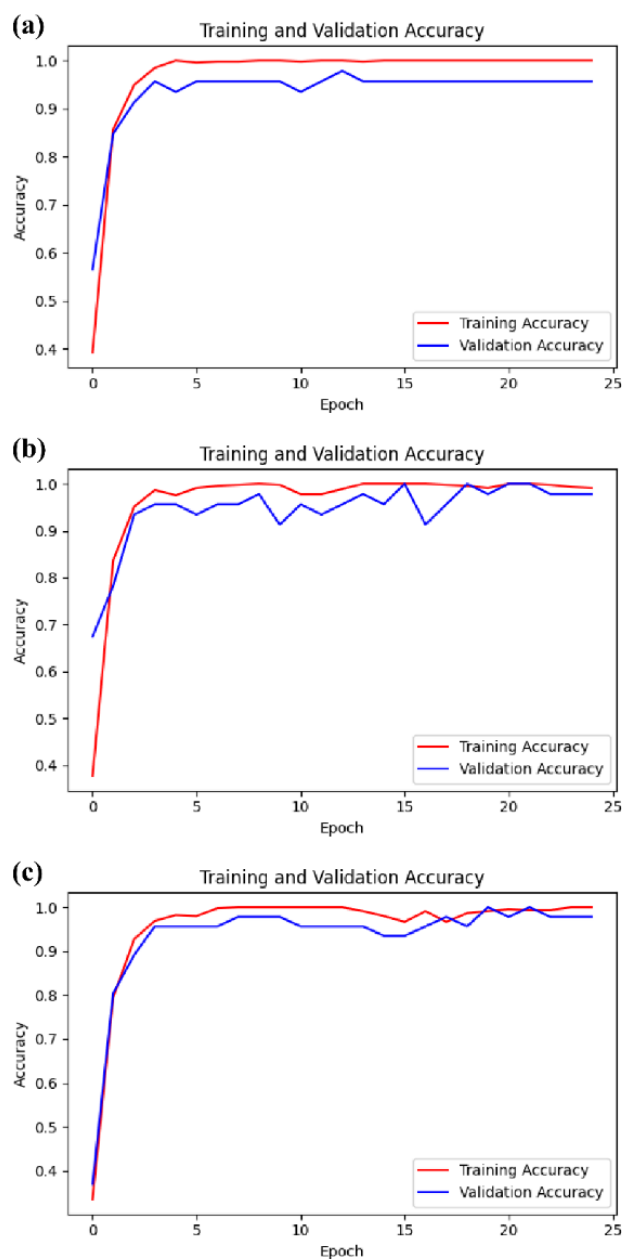 (a)
Training and Validation Accuracy
1.0
0.9
0.8
0.7
0.6
0.5
0.4
Accuracy
Training Accuracy
Validation Accuracy
0 5 10 15 20 25
Epoch
(b)
Training and Validation Accuracy
1.0
0.9
0.8
0.7
0.6
0.5
0.4
Accuracy
Training Accuracy
Validation Accuracy
0 5 10 15 20 25
Epoch
(c)
Training and Validation Accuracy
1.0
0.9
0.8
0.7
0.6
0.5
0.4
Accuracy
Training Accuracy
Validation Accuracy
0 5 10 15 20 25
Epoch